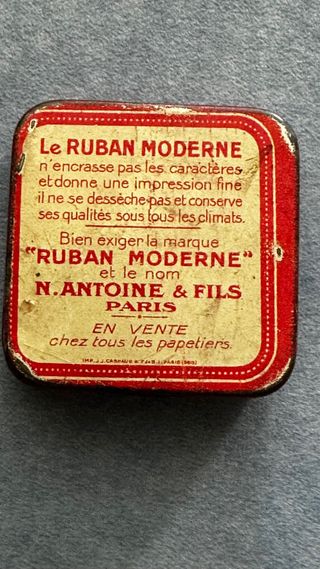 Le RUBAN MODERNE
n'encrasse pas les caractères
et donne une impression fine
il ne se dessèche pas et conserve
ses qualités sous tous les climats.
Bien exiger la marque
"RUBAN MODERNE"
et le nom
N. ANTOINE & FILS
PARIS
EN VENTE
chez tous les papetiers.
IMP. J.J. PARIS